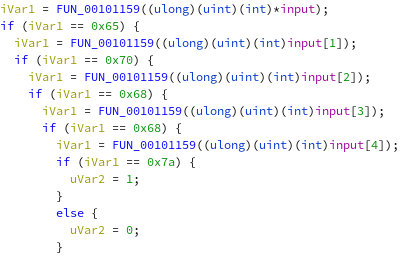 iVar1 = FUN_00101159((ulong)(uint)(int)*input);
if (iVar1 == 0x65) {
  iVar1 = FUN_00101159((ulong)(uint)(int)input[1]);
  if (iVar1 == 0x70) {
    iVar1 = FUN_00101159((ulong)(uint)(int)input[2]);
    if (iVar1 == 0x68) {
      iVar1 = FUN_00101159((ulong)(uint)(int)input[3]);
      if (iVar1 == 0x68) {
        iVar1 = FUN_00101159((ulong)(uint)(int)input[4]);
        if (iVar1 == 0x7a) {
          uVar2 = 1;
        }
        else {
          uVar2 = 0;
        }